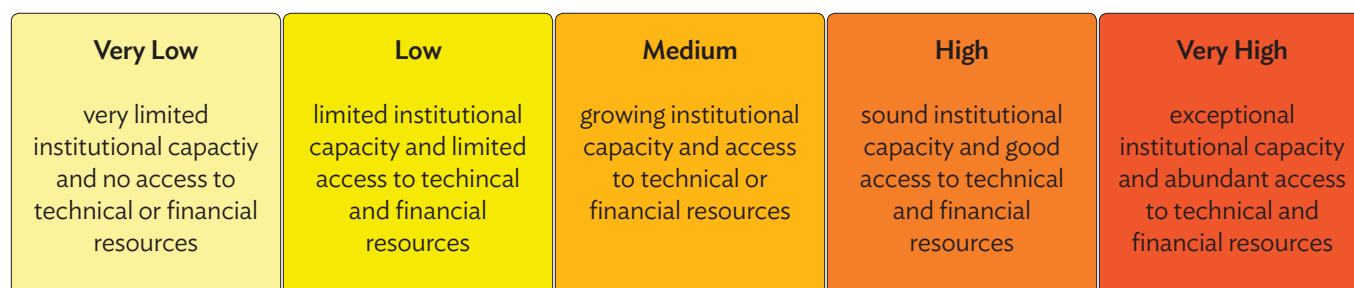 Very Low
very limited
institutional capactiy
and no access to
technical or financial
resources
Low
limited institutional
capacity and limited
access to techincal
and financial
resources
Medium
growing institutional
capacity and access
to technical or
financial resources
High
sound institutional
capacity and good
access to technical
and financial
resources
Very High
exceptional
institutional capacity
and abundant access
to technical and
financial resources